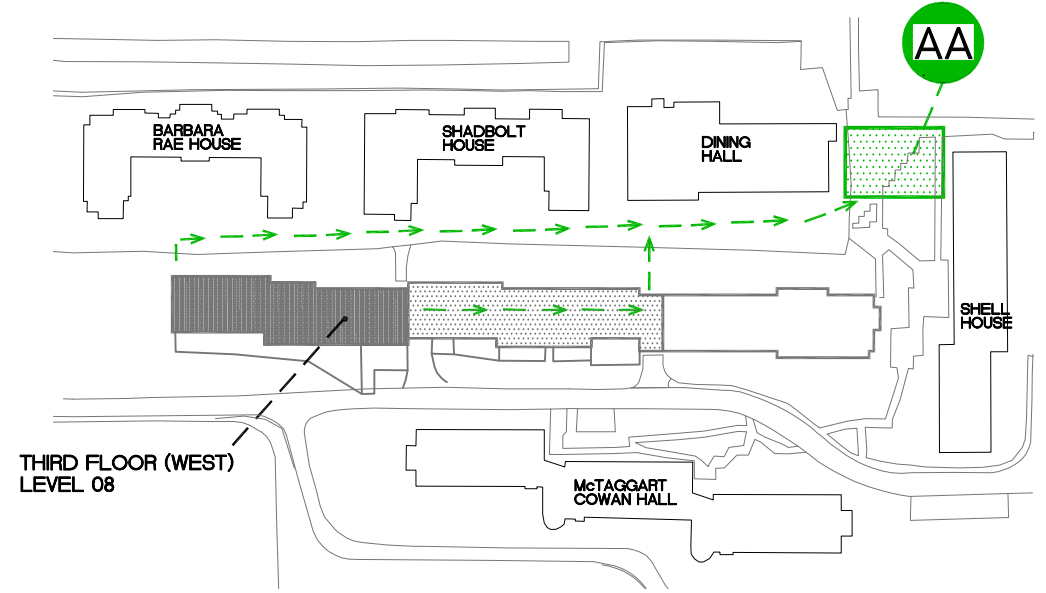 AA
BARBARA
RAE HOUSE
SHADBOLT
HOUSE
DINING
HALL
SHELL
HOUSE
THIRD FLOOR (WEST)
LEVEL 08
McTAGGART
COWAN HALL